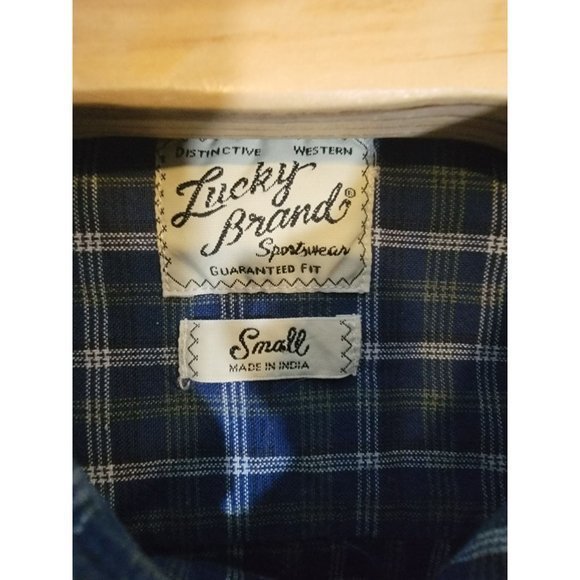 DISTINCTIVE WESTERN
Lucky
Brand®
Sportswear
GUARANTEED FIT
Small
MADE IN INDIA